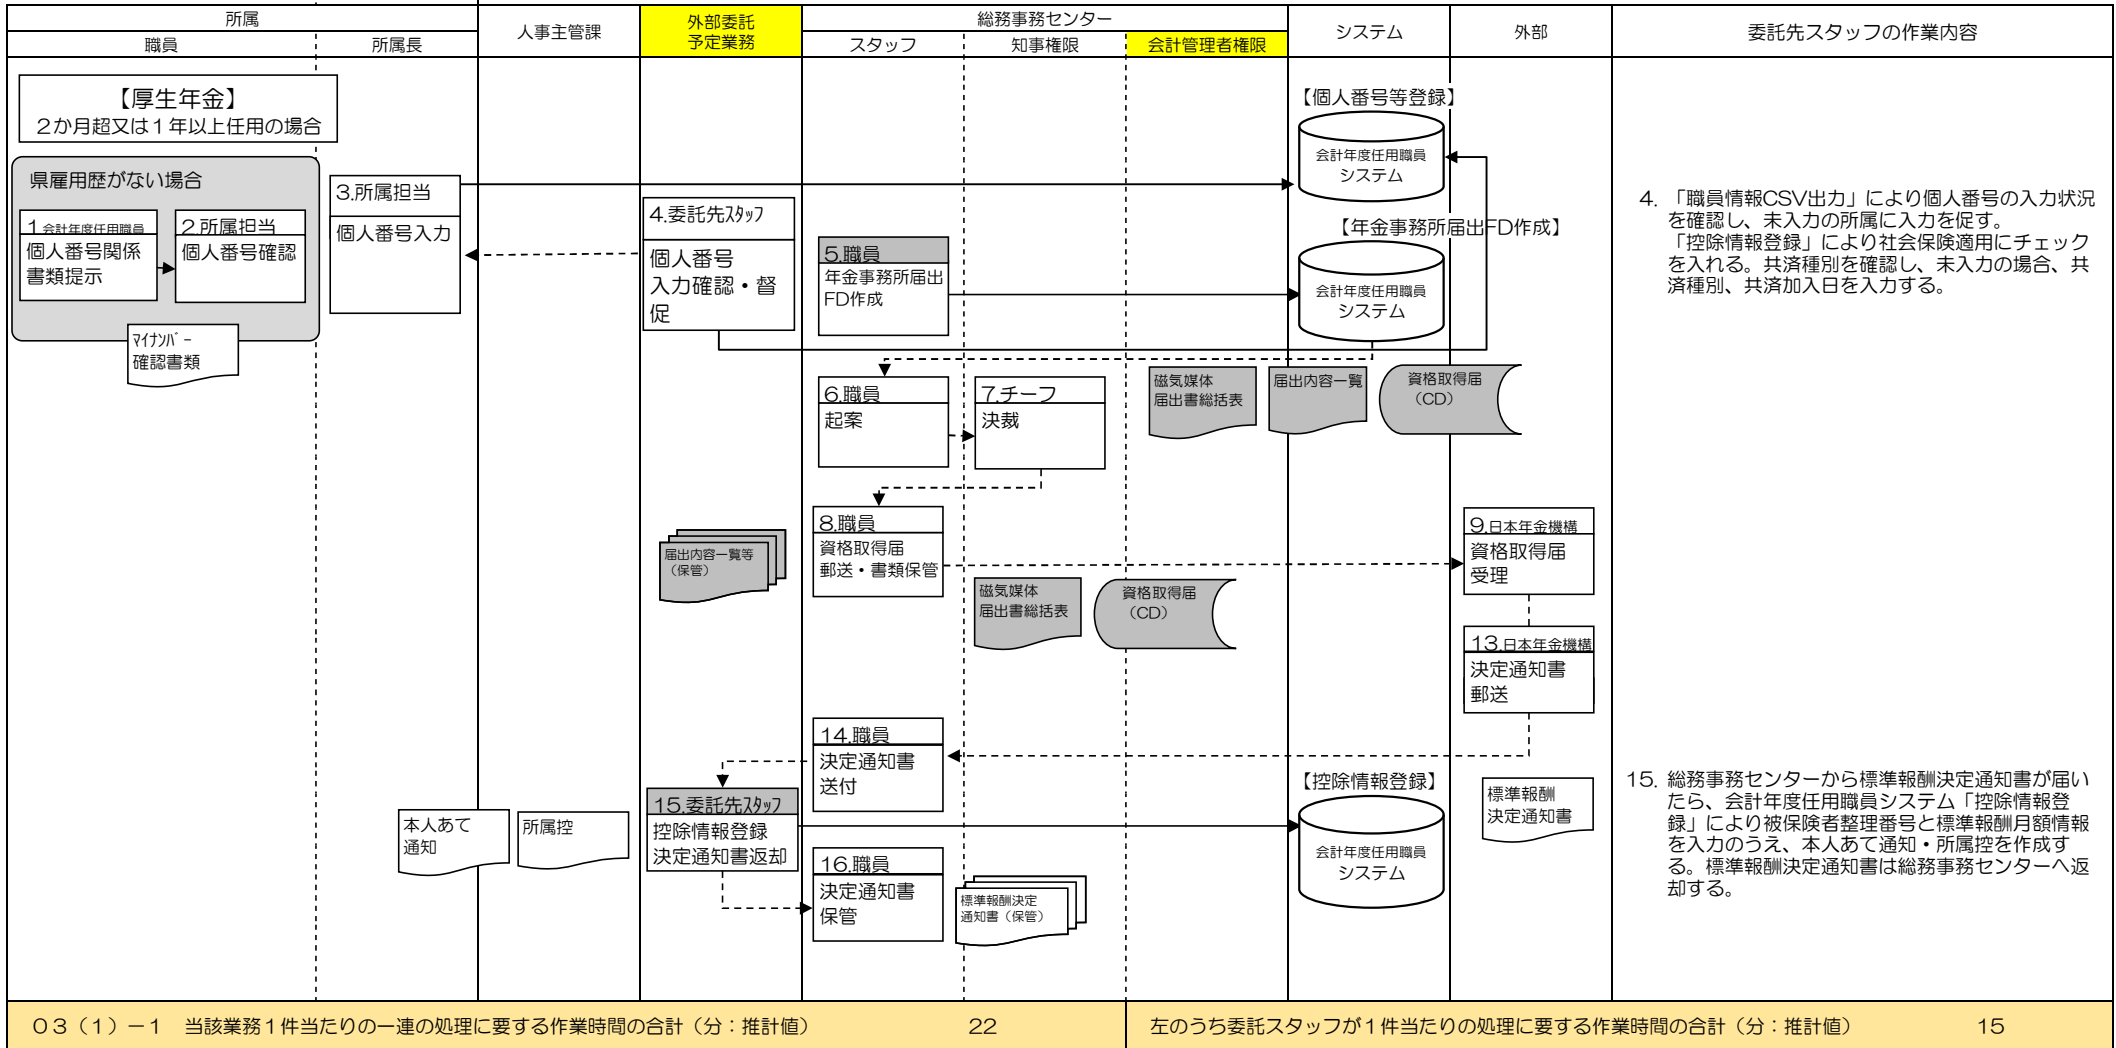 所属
職員
所属長
人事主管課
外部委託
予定業務
総務事務センター
スタッフ
知事権限
会計管理者権限
システム
外部
委託先スタッフの作業内容
【厚生年金】
２か月超又は１年以上任用の場合
県雇用歴がない場合
1.会計年度任用職員
個人番号関係
書類提示
2.所属担当
個人番号確認
マイナンバー
確認書類
3.所属担当
個人番号入力
4.委託先スタッフ
個人番号
入力確認・督
促
5.職員
年金事務所届出
FD作成
【個人番号等登録】
会計年度任用職員
システム
【年金事務所届出FD作成】
会計年度任用職員
システム
4. 「職員情報CSV出力」により個人番号の入力状況
を確認し、未入力の所属に入力を促す。
「控除情報登録」により社会保険適用にチェック
を入れる。共済種別を確認し、未入力の場合、共
済種別、共済加入日を入力する。
6.職員
起案
7.チーフ
決裁
磁気媒体
届出書総括表
届出内容一覧
資格取得届
（CD）
届出内容一覧等
（保管）
8.職員
資格取得届
郵送・書類保管
磁気媒体
届出書総括表
資格取得届
（CD）
9.日本年金機構
資格取得届
受理
13.日本年金機構
決定通知書
郵送
14.職員
決定通知書
送付
本人あて
通知
所属控
15.委託先スタッフ
控除情報登録
決定通知書返却
16.職員
決定通知書
保管
標準報酬決定
通知書（保管）
【控除情報登録】
会計年度任用職員
システム
標準報酬
決定通知書
15. 総務事務センターから標準報酬決定通知書が届い
たら、会計年度任用職員システム「控除情報登
録」により被保険者整理番号と標準報酬月額情報
を入力のうえ、本人あて通知・所属控を作成す
る。標準報酬決定通知書は総務事務センターへ返
却する。
０３（１）－１　当該業務１件当たりの一連の処理に要する作業時間の合計（分：推計値）　22
左のうち委託スタッフが１件当たりの処理に要する作業時間の合計（分：推計値）　15